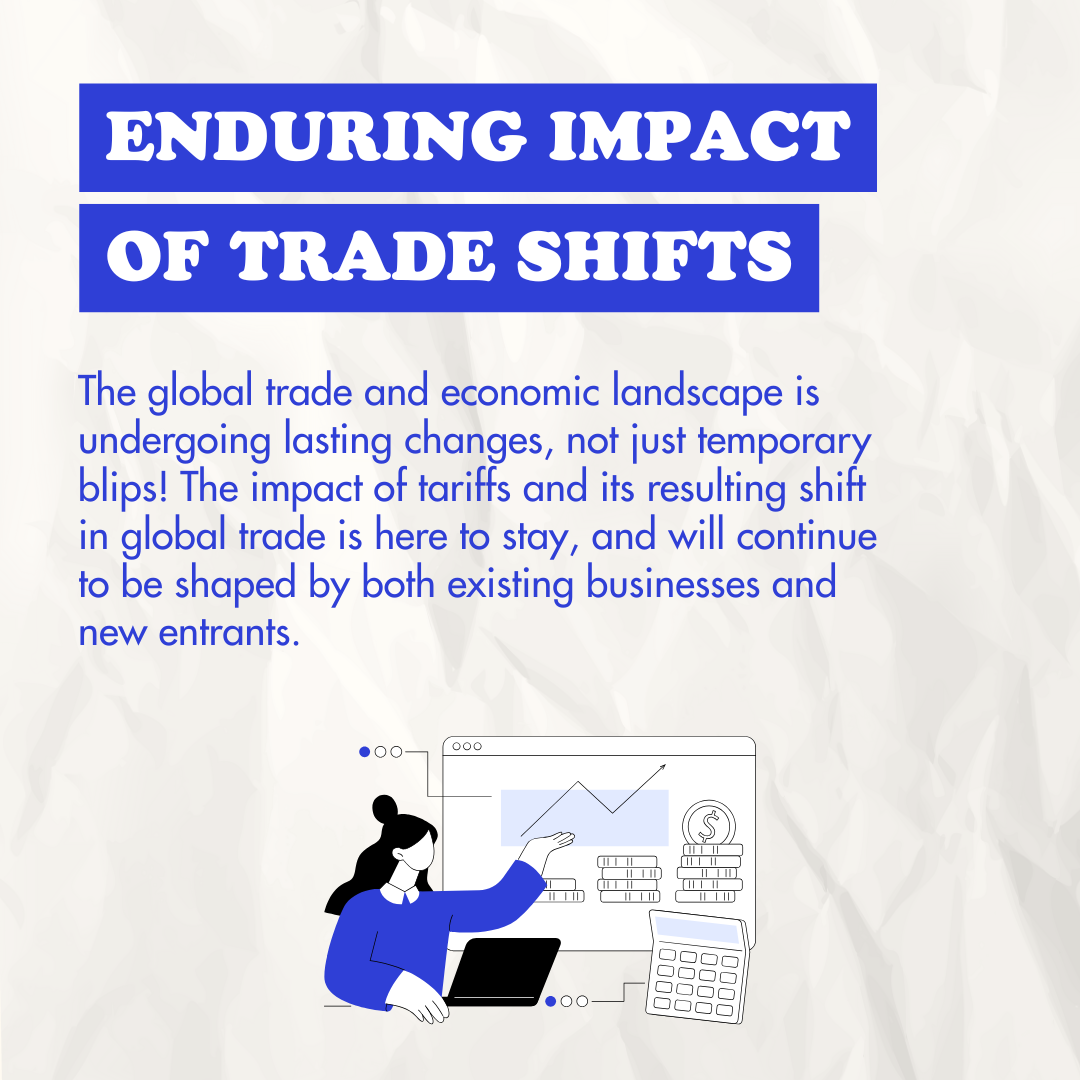 ENDURING IMPACT
OF TRADE SHIFTS
The global trade and economic landscape is
undergoing lasting changes, not just temporary
blips! The impact of tariffs and its resulting shift
in global trade is here to stay, and will continue
to be shaped by both existing businesses and
new entrants.
$